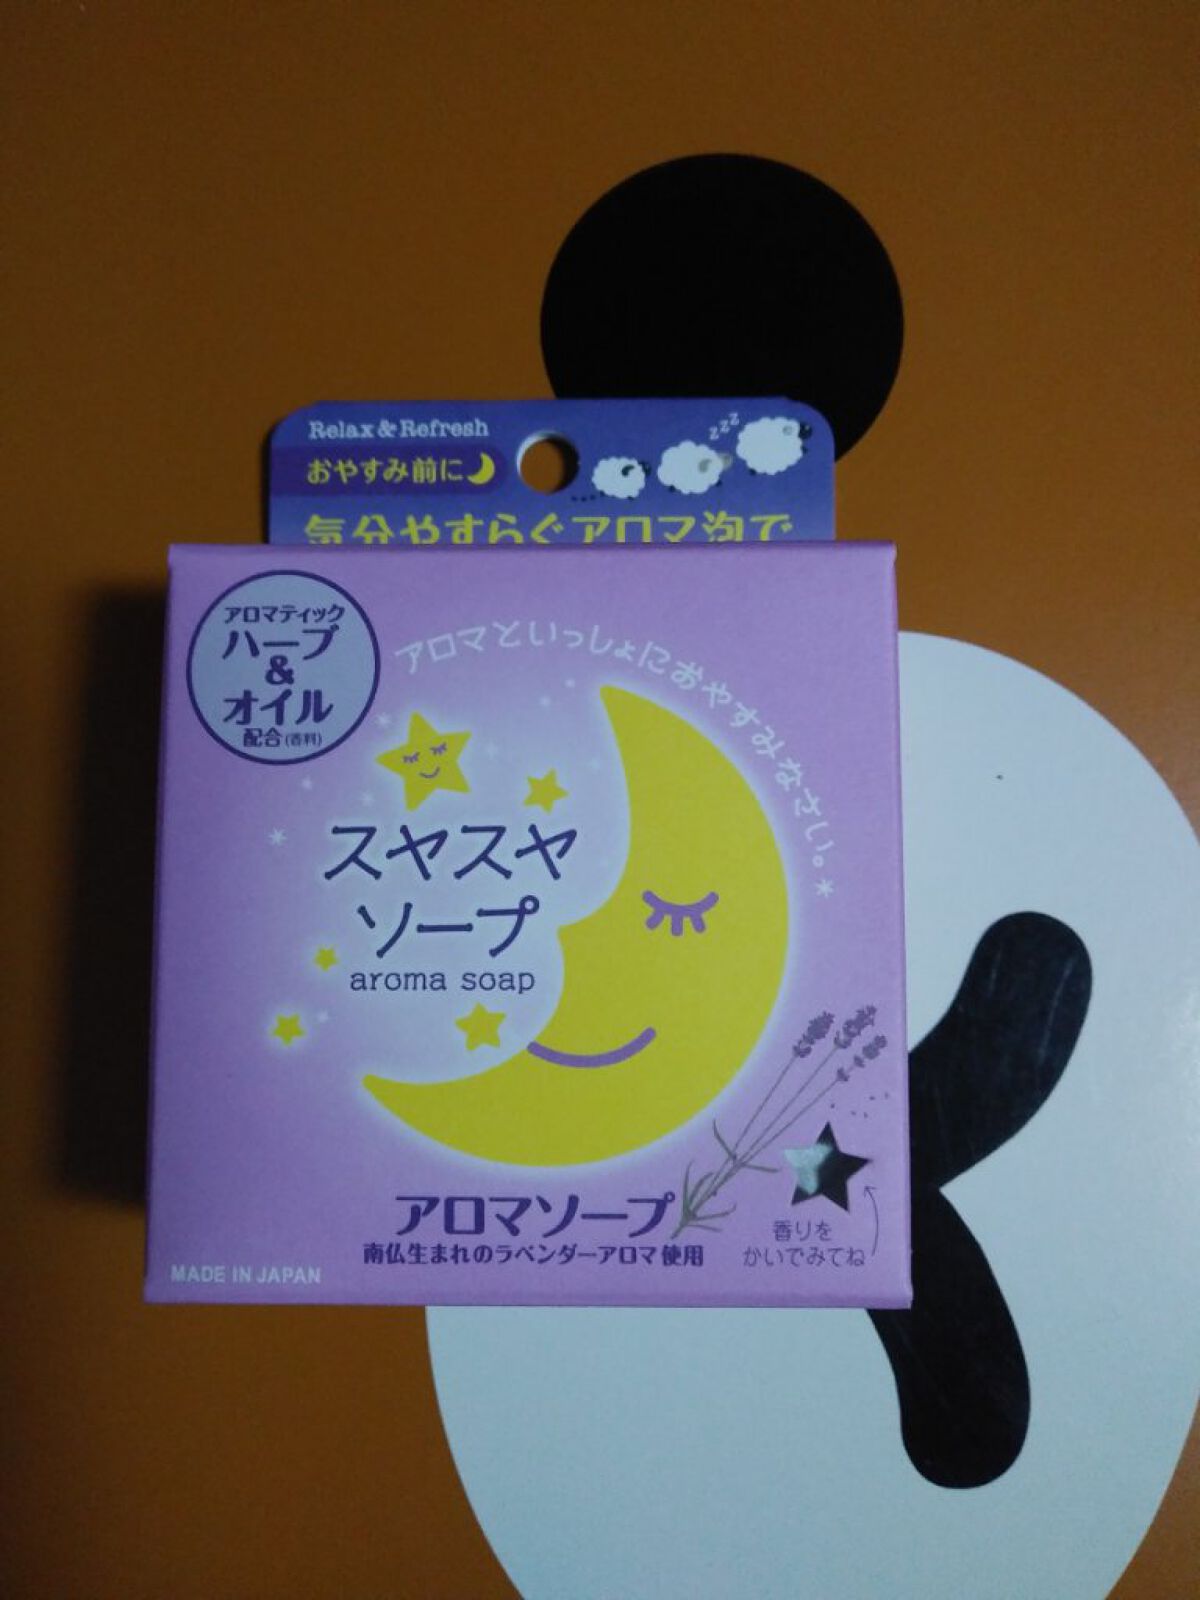 Relax & Refresh
おやすみ前に
zzz
気分やすらぐアロマ泡で
アロマティック
ハーブ
&
オイル
配合(香料)
アロマといっしょにおやすみなさい。*
スヤスヤ
ソープ
aroma soap
アロマソープ
南仏生まれのラベンダーアロマ使用
香りを
かいでみてね
MADE IN JAPAN